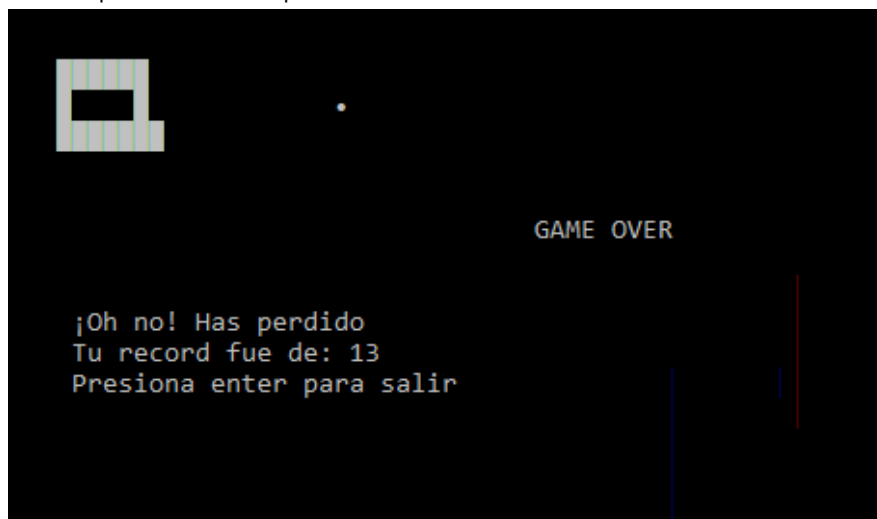 GAME OVER
¡Oh no! Has perdido
Tu record fue de: 13
Presiona enter para salir